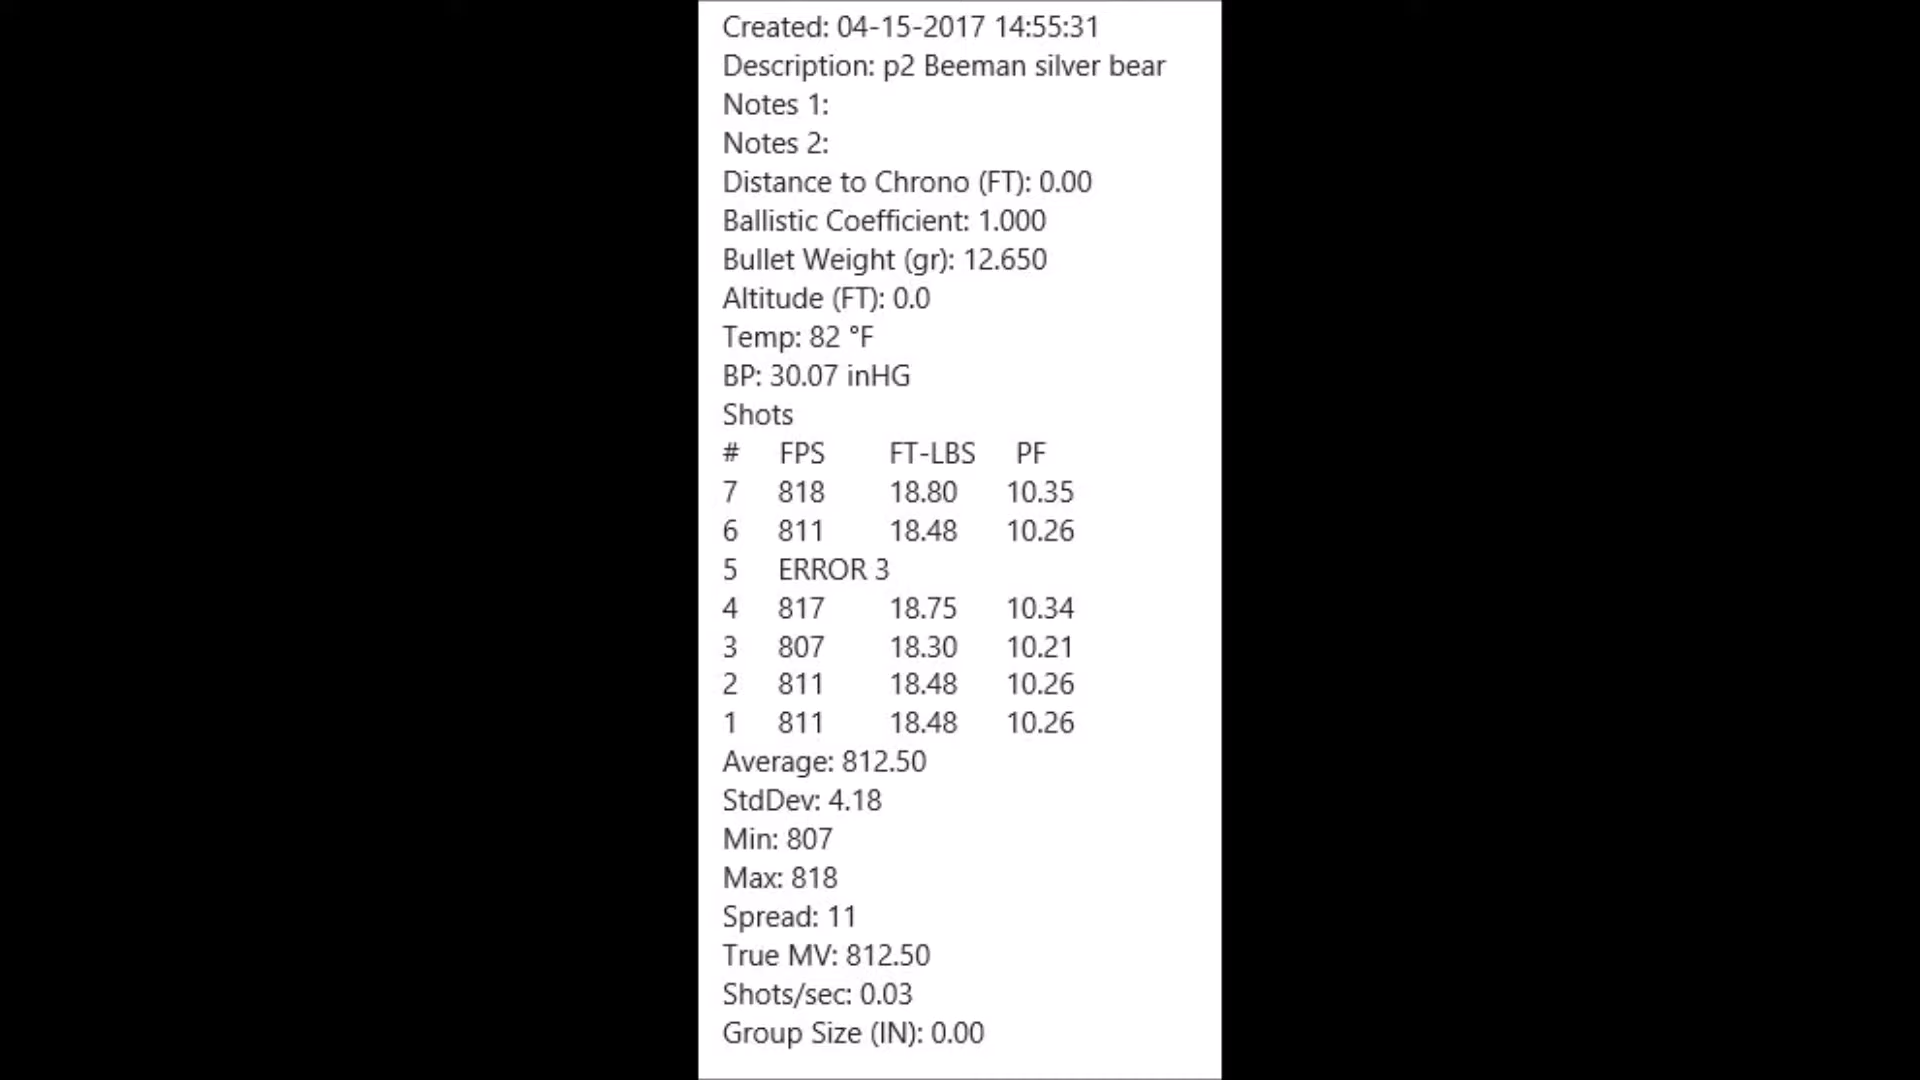 Created: 04-15-2017 14:55:31
Description: p2 Beeman silver bear
Notes 1:
Notes 2:
Distance to Chrono (FT): 0.00
Ballistic Coefficient: 1.000
Bullet Weight (gr): 12.650
Altitude (FT): 0.0
Temp: 82 °F
BP: 30.07 inHG
Shots
# FPS FT-LBS PF
7 818 18.80 10.35
6 811 18.48 10.26
5 ERROR 3
4 817 18.75 10.34
3 807 18.30 10.21
2 811 18.48 10.26
1 811 18.48 10.26
Average: 812.50
StdDev: 4.18
Min: 807
Max: 818
Spread: 11
True MV: 812.50
Shots/sec: 0.03
Group Size (IN): 0.00